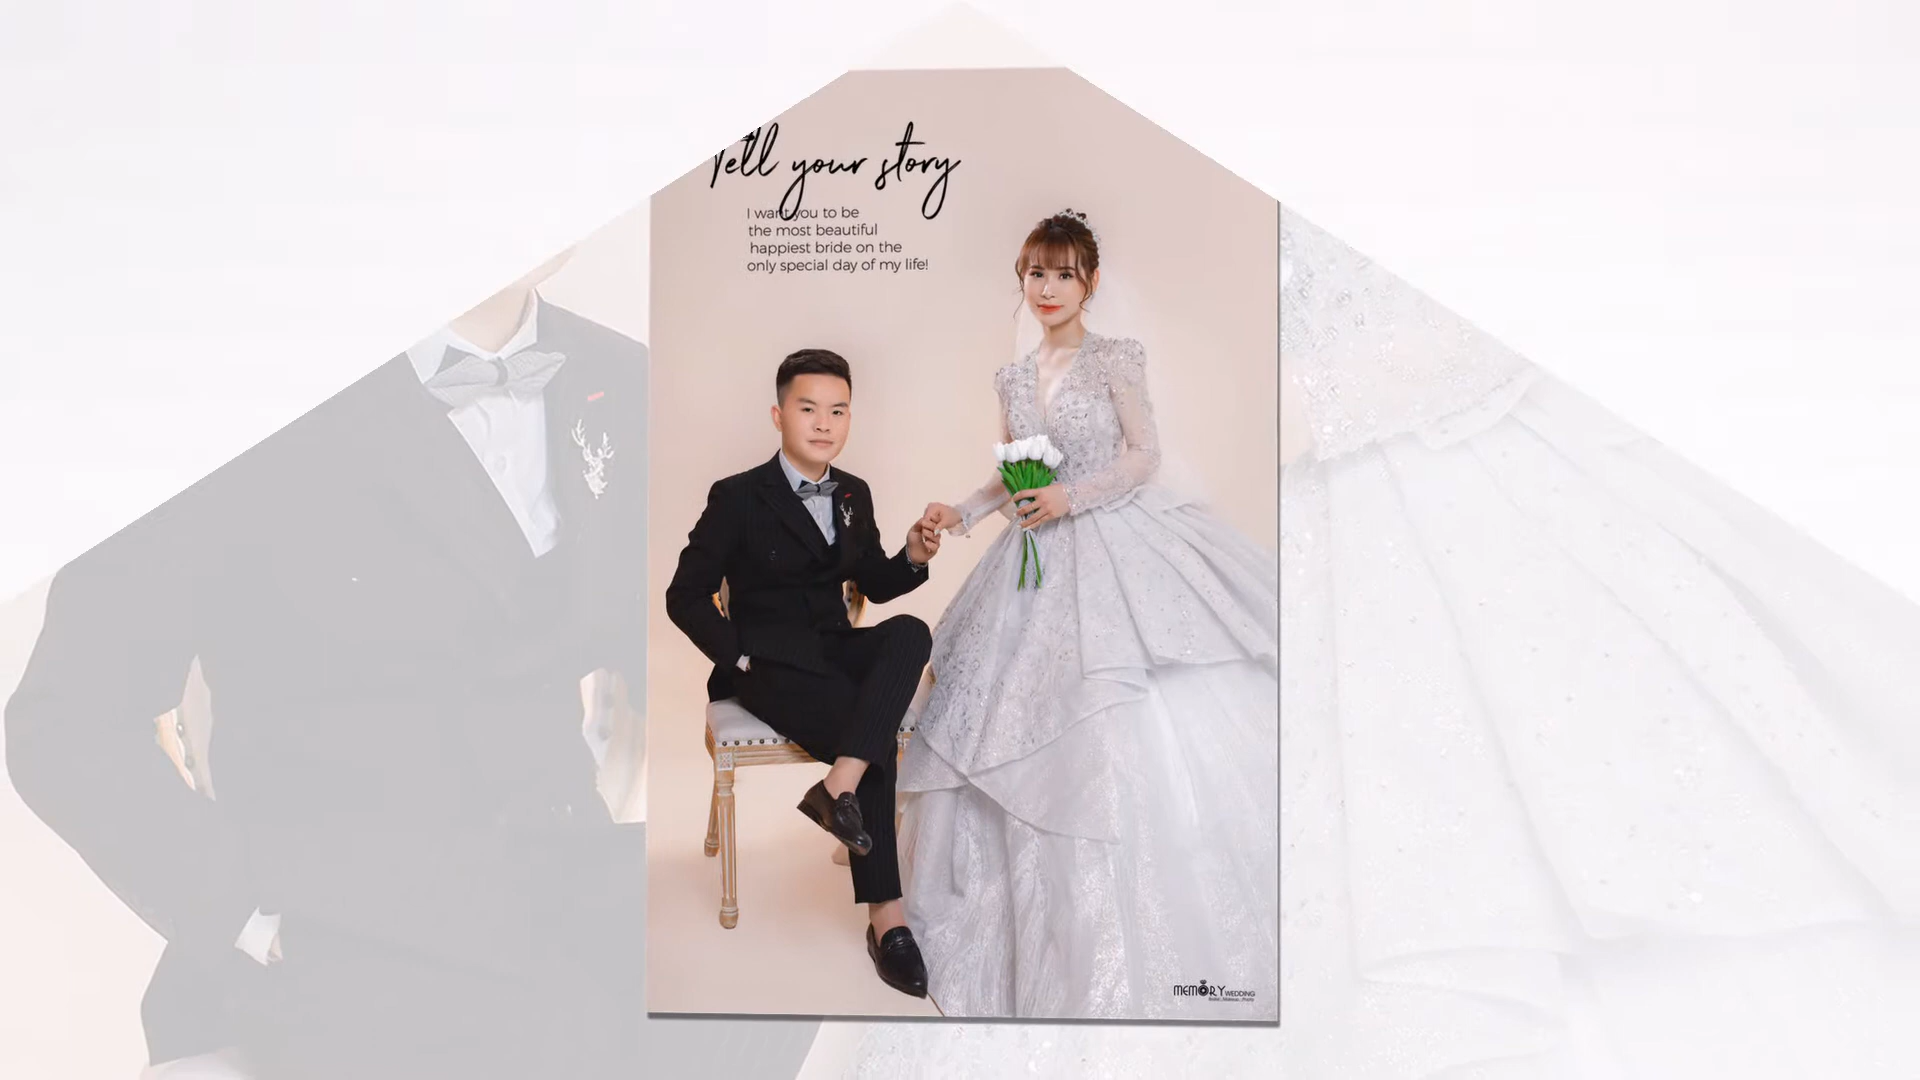 Tell your story
I want you to be
the most beautiful
happiest bride on the
only special day of my life!
MEMORY WEDDING